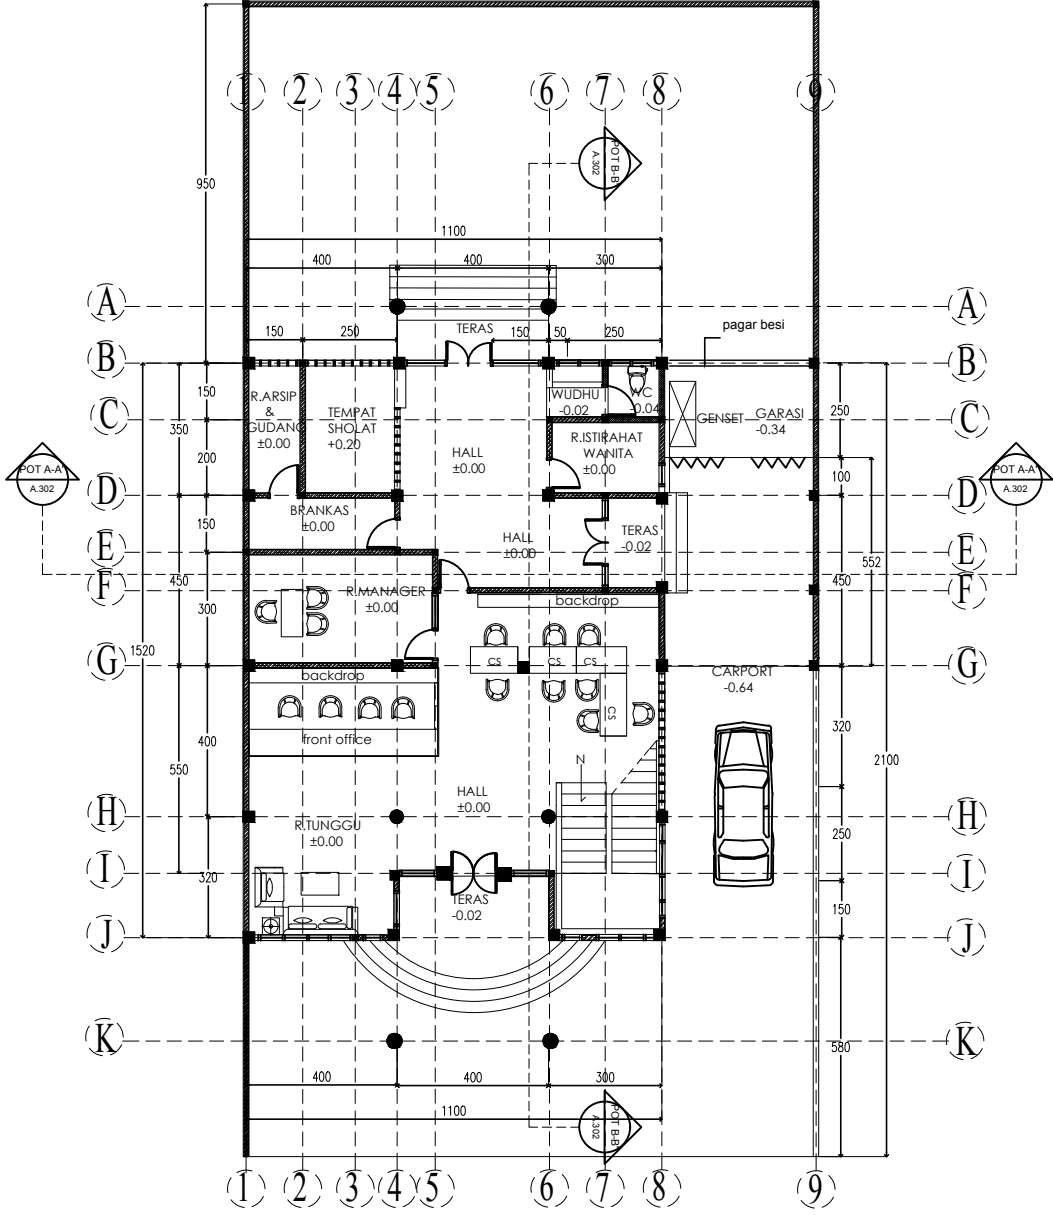 1 2 3 4 5 6 7 8 9
POT B-B'
A.302
950
1100
400 400 300
A A
TERAS
150 250 150 50 250
pagar besi
B B
R.ARSIP
&
GUDANG
±0.00
TEMPAT
SHOLAT
+0.20
WUDHU
-0.02
WC
-0.04
GENSET
GARASI
-0.34
150
350
250
C C
R.ISTIRAHAT
WANITA
±0.00
HALL
±0.00
200
100
POT A-A'
A.302
POT A-A'
A.302
D D
BRANKAS
±0.00
HALL
±0.00
TERAS
-0.02
150
E E
552
F F
R.MANAGER
±0.00
backdrop
450
450
300
1520
CS CS CS
G G
backdrop
CARPORT
-0.64
CS
front office
400
320
550
2100
N
HALL
±0.00
H H
R.TUNGGU
±0.00
250
I I
320
TERAS
-0.02
150
J J
K K
580
400 400 300
1100
POT B-B'
A.302
1 2 3 4 5 6 7 8 9